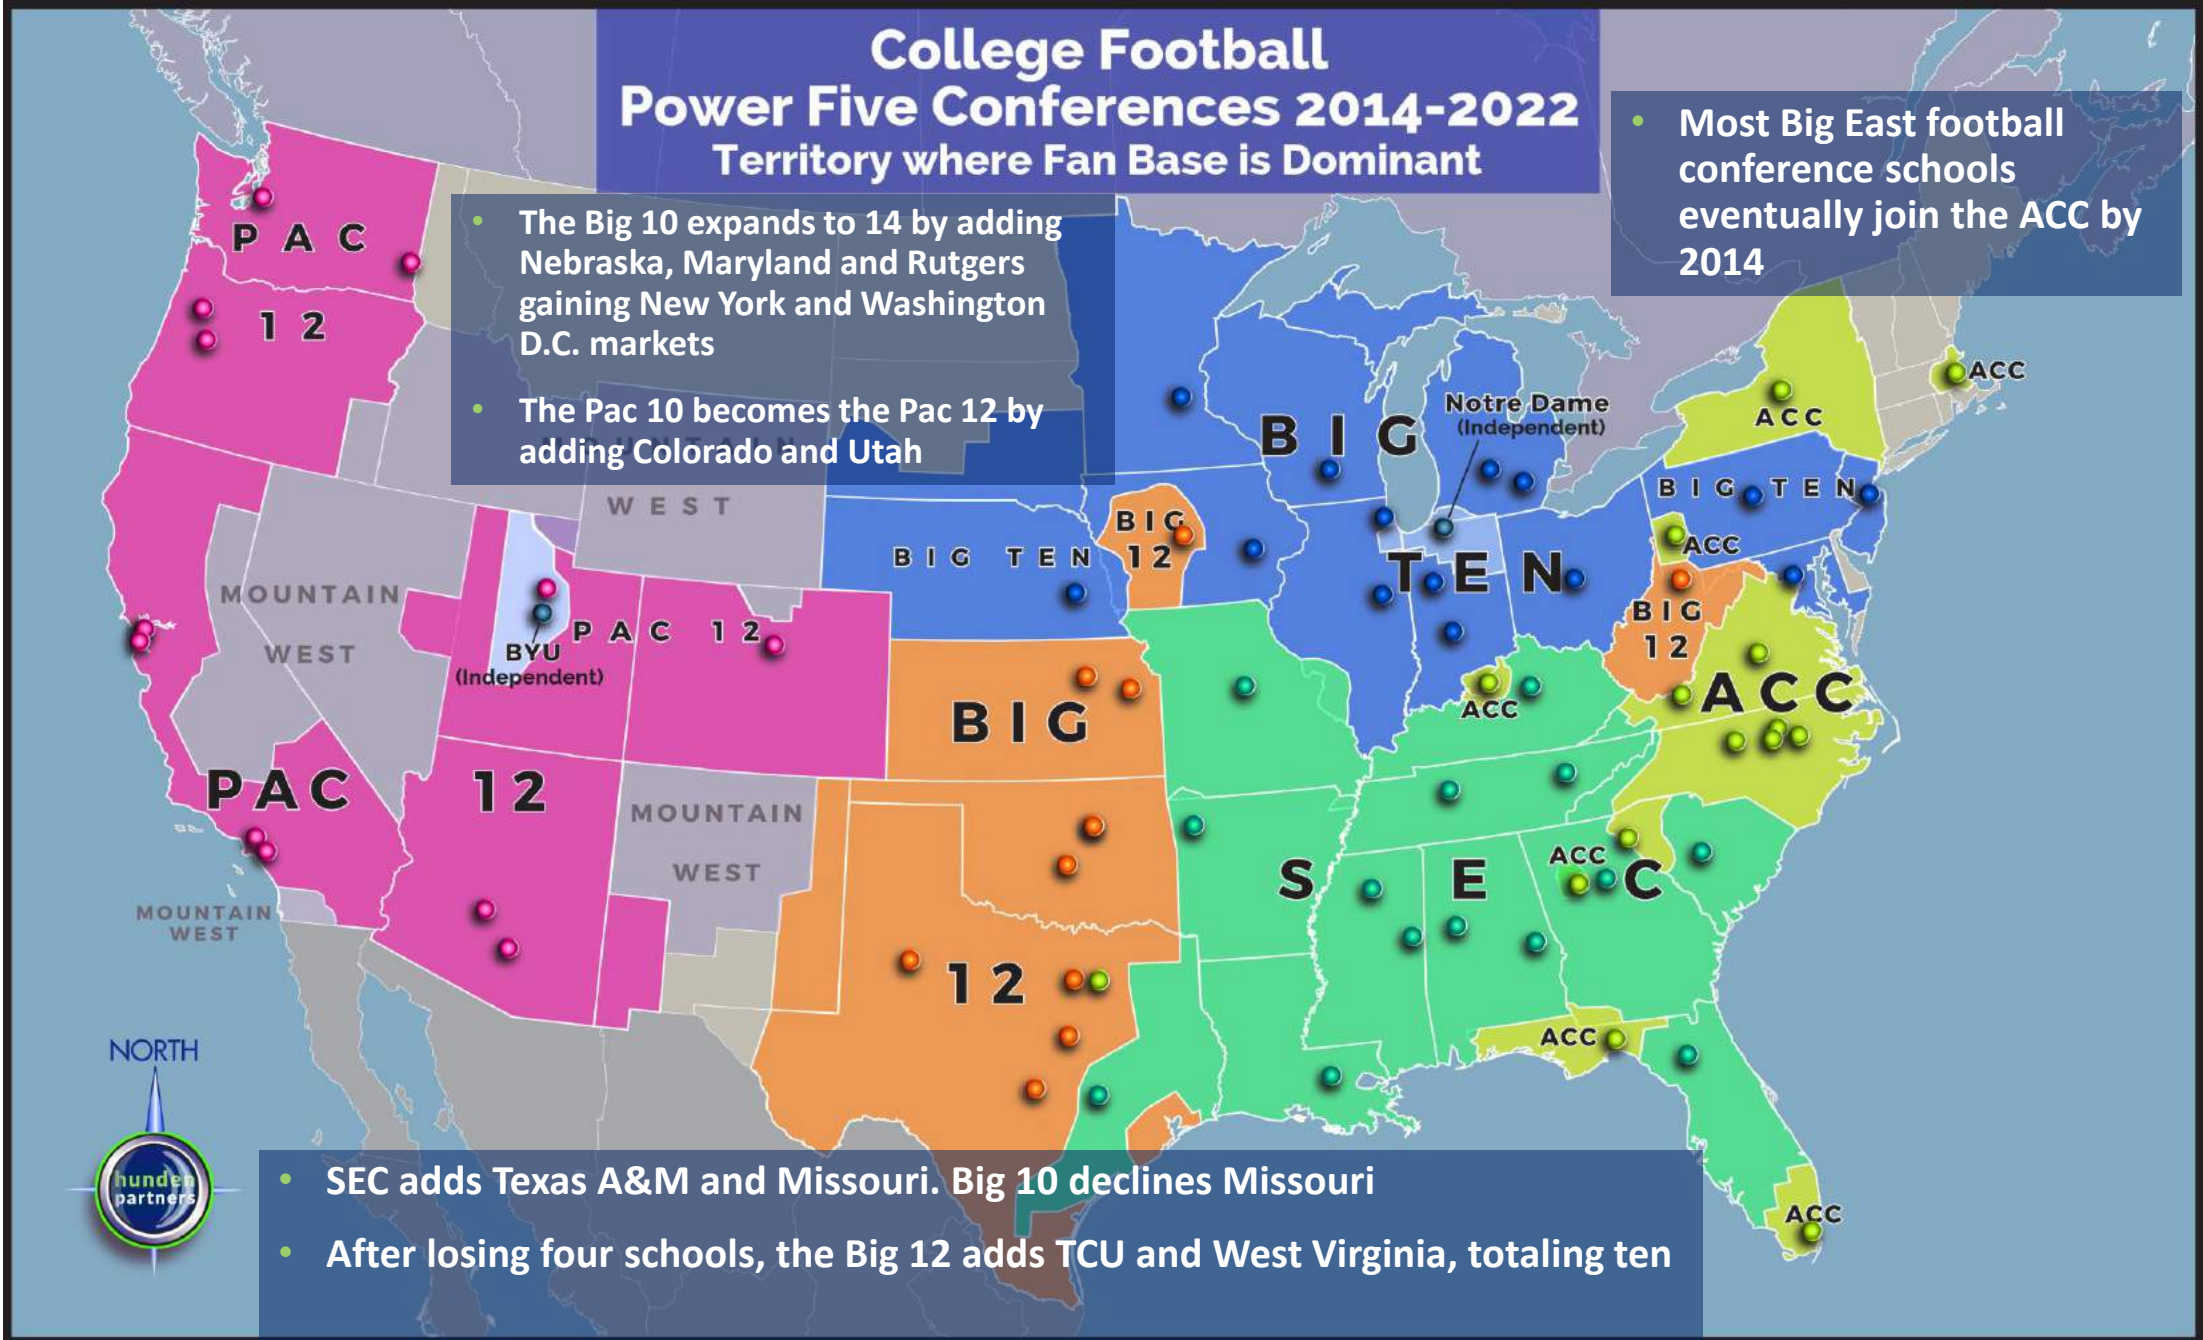 College Football
Power Five Conferences 2014-2022
Territory where Fan Base is Dominant
• Most Big East football
conference schools
eventually join the ACC by
2014
• The Big 10 expands to 14 by adding
Nebraska, Maryland and Rutgers
gaining New York and Washington
D.C. markets
• The Pac 10 becomes the Pac 12 by
adding Colorado and Utah
PAC
12
MOUNTAIN
WEST
BIG
TEN
Notre Dame
(Independent)
ACC
ACC
BIG TEN
ACC
BIG TEN
BIG
12
MOUNTAIN
WEST
BYU
(Independent)
PAC 12
BIG
12
ACC
ACC
BIG
PAC 12
MOUNTAIN
WEST
MOUNTAIN
WEST
SEC
ACC
12
ACC
ACC
NORTH
hunden
partners
• SEC adds Texas A&M and Missouri. Big 10 declines Missouri
• After losing four schools, the Big 12 adds TCU and West Virginia, totaling ten